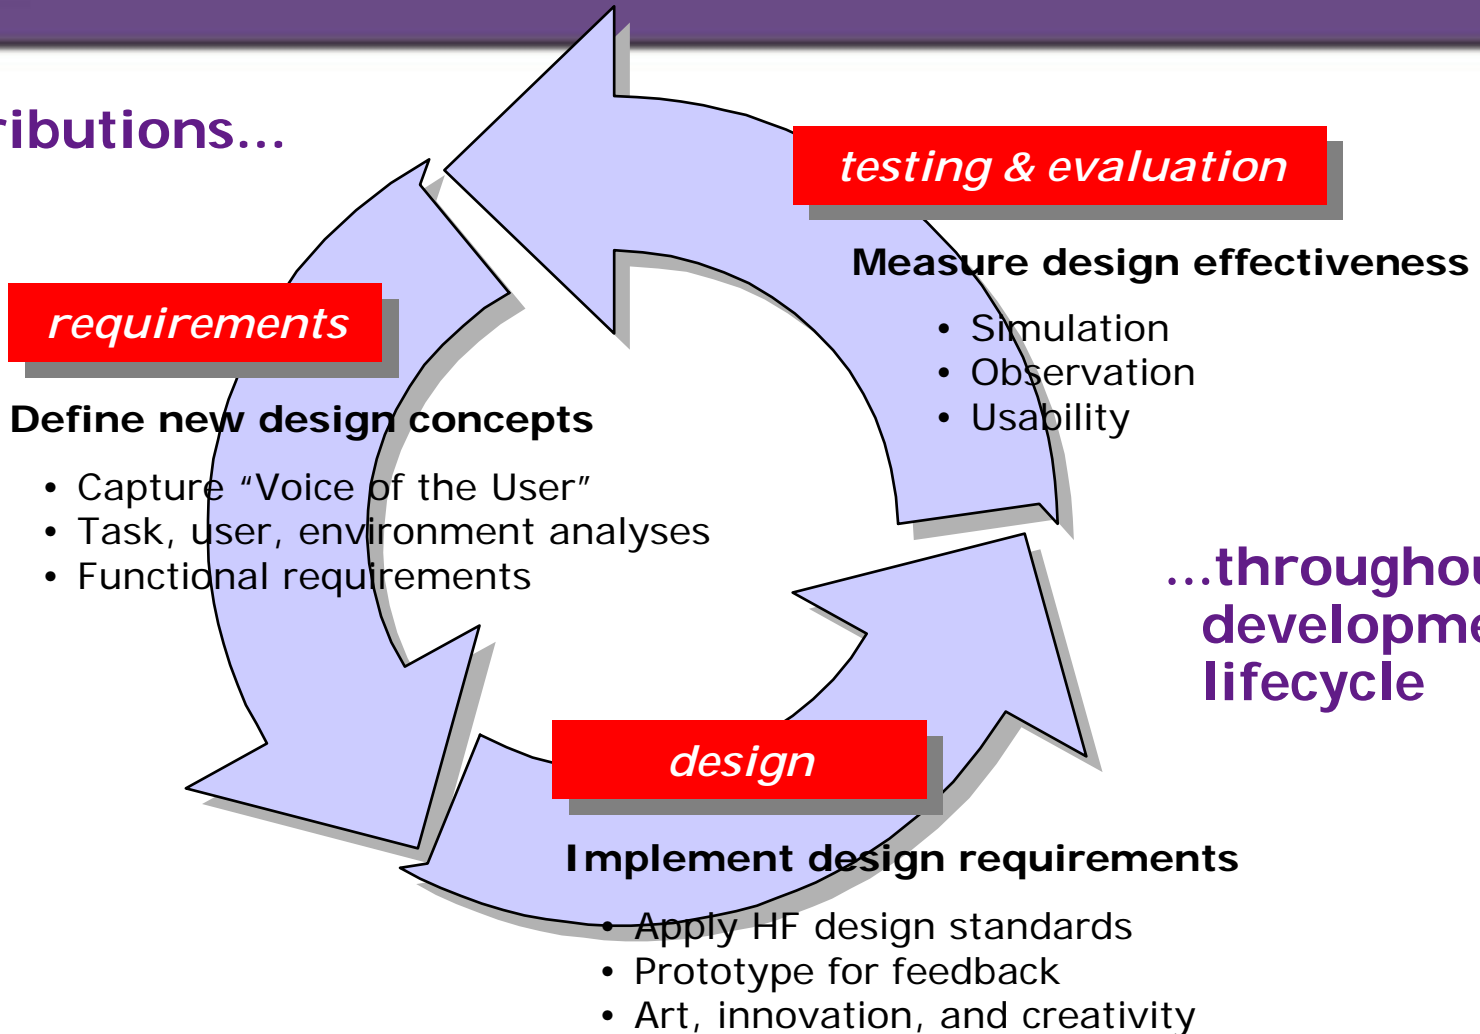 ributions...
testing & evaluation
Measure design effectiveness
• Simulation
• Observation
• Usability
requirements
Define new design concepts
• Capture “Voice of the User”
• Task, user, environment analyses
• Functional requirements
...throughou
developme
lifecycle
design
Implement design requirements
• Apply HF design standards
• Prototype for feedback
• Art, innovation, and creativity